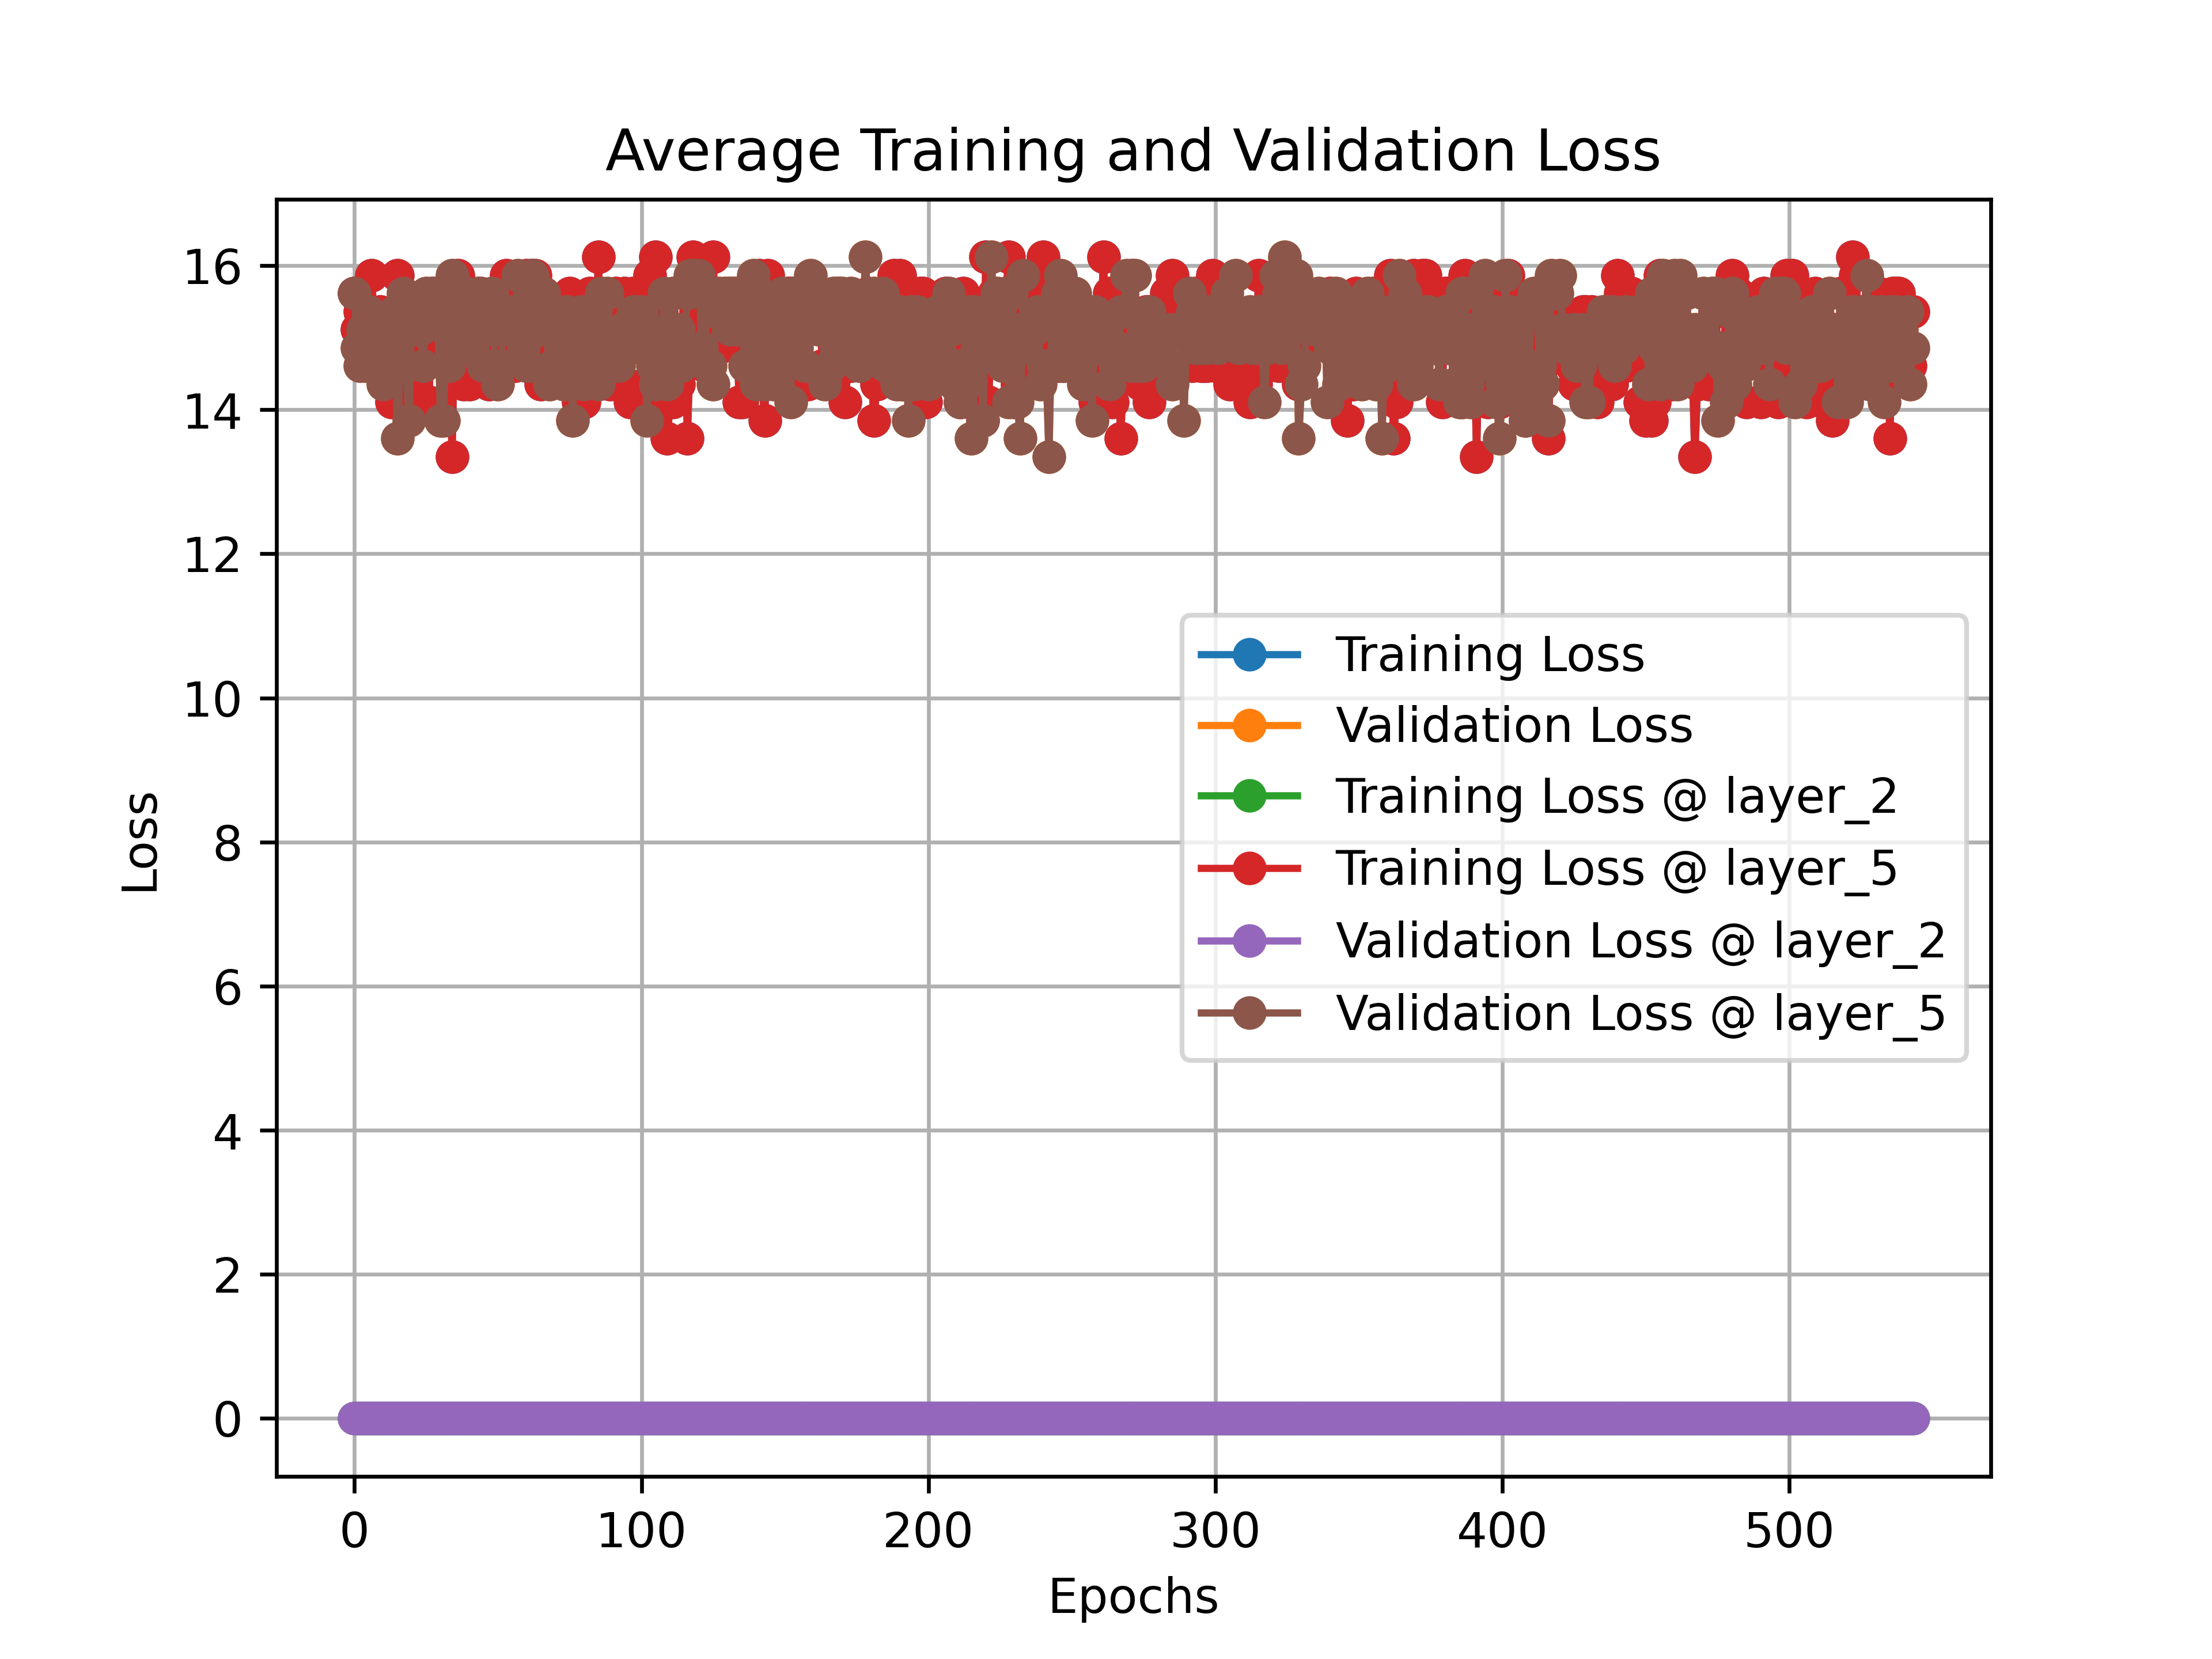 Average Training and Validation Loss
16
14
12
10
8
6
4
2
0
Loss
Training Loss
Validation Loss
Training Loss @ layer_2
Training Loss @ layer_5
Validation Loss @ layer_2
Validation Loss @ layer_5
0 100 200 300 400 500
Epochs